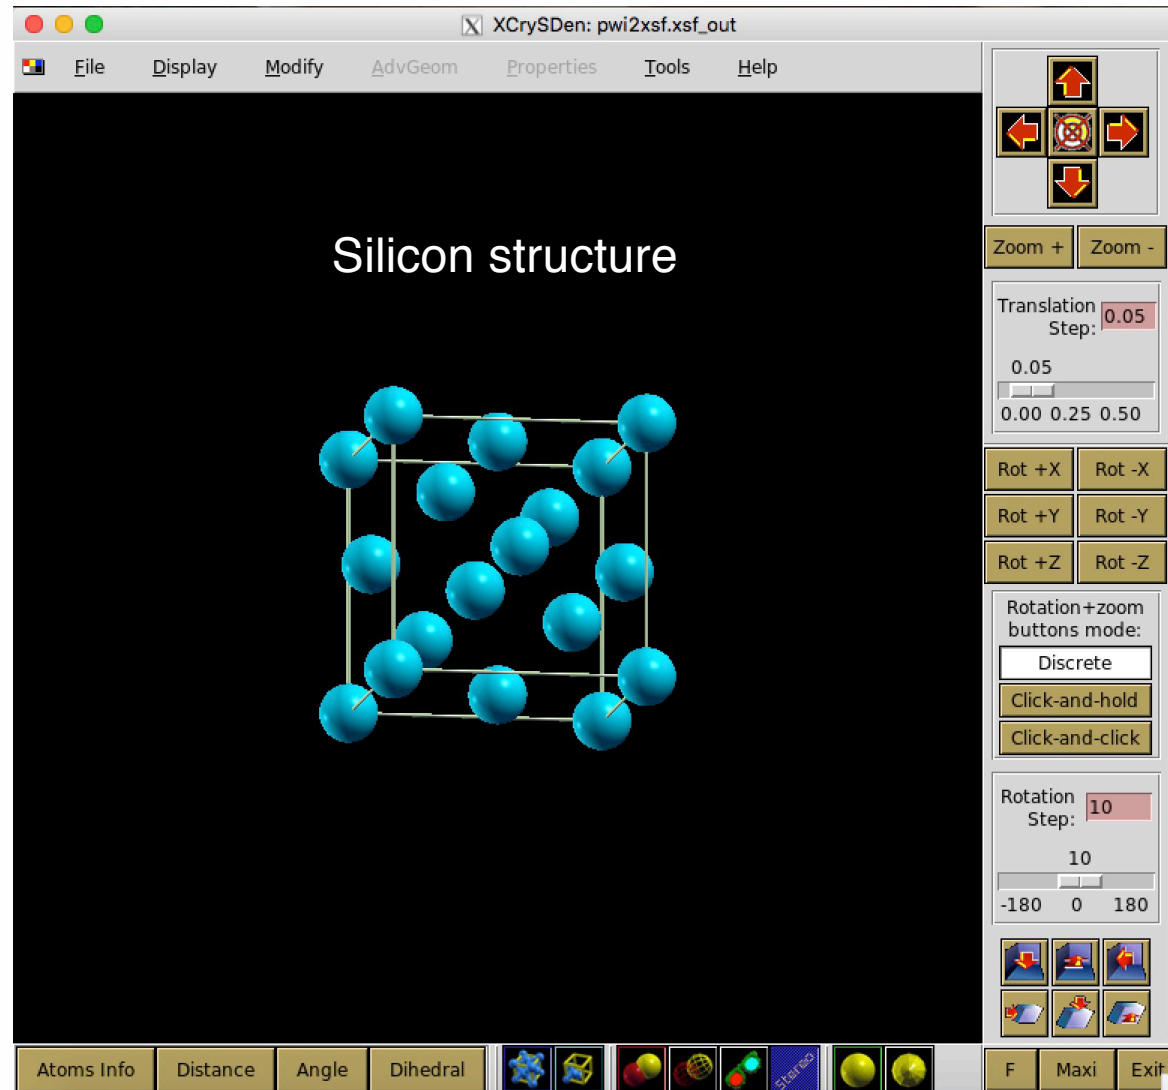 XCrySDen: pwi2xsf.xsf_out
File Display Modify AdvGeom Properties Tools Help
Silicon structure
Zoom + Zoom -
Translation
Step: 0.05
0.05
0.00 0.25 0.50
Rot +X Rot -X
Rot +Y Rot -Y
Rot +Z Rot -Z
Rotation+zoom
buttons mode:
Discrete
Click-and-hold
Click-and-click
Rotation
Step: 10
10
-180 0 180
Atoms Info Distance Angle Dihedral stereo F Maxi Exit